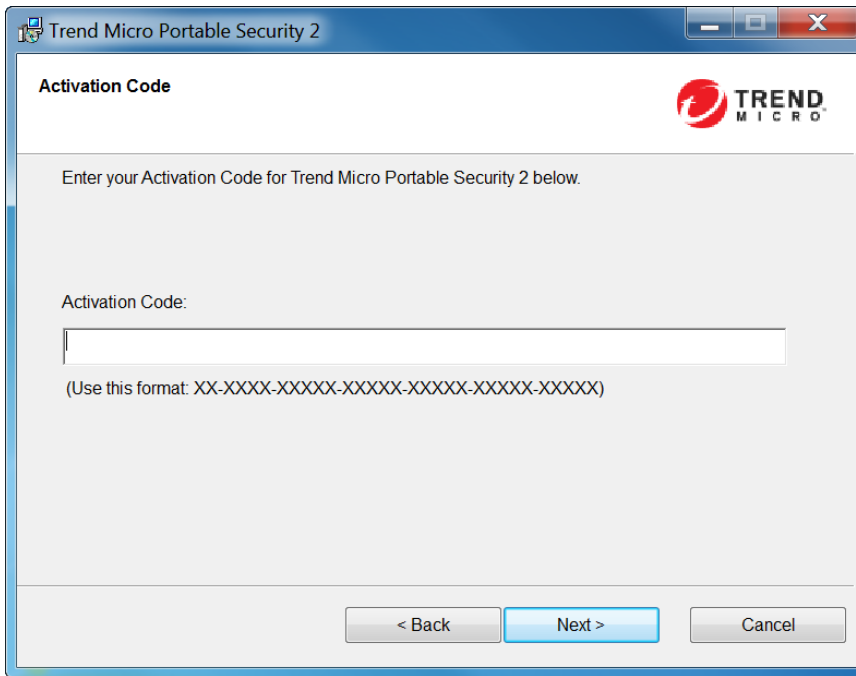 Trend Micro Portable Security 2
Activation Code
TREND
MICRO
Enter your Activation Code for Trend Micro Portable Security 2 below.
Activation Code:
(Use this format: XX-XXXX-XXXXX-XXXXX-XXXXX-XXXXX-XXXXX)
< Back
Next >
Cancel